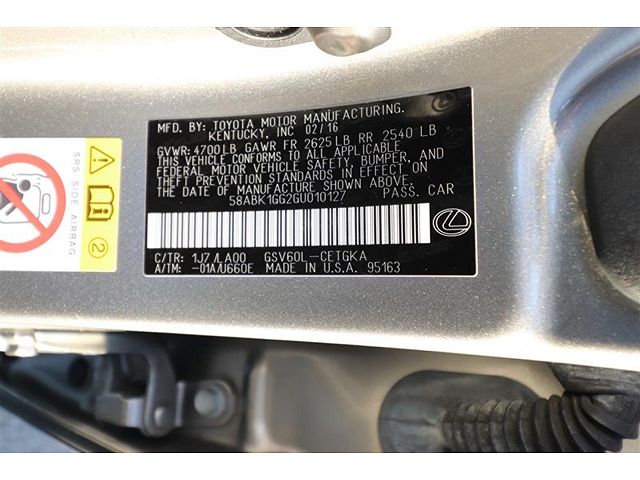 MFD. BY: TOYOTA MOTOR MANUFACTURING.
KENTUCKY, INC 02/16
GVWR: 4700LB GAWR FR 2625LB RR 2540 LB
THIS VEHICLE CONFORMS TO ALL APPLICABLE
FEDERAL MOTOR VEHICLE SAFETY, BUMPER, AND
THEFT PREVENTION STANDARDS IN EFFECT ON
THE DATE OF MANUFACTURE SHOWN ABOVE.
58ABK1GG2GU010127 PASS. CAR
C/TR: 1J7 /LA00 GSV60L-CETGKA
A/TM: -01A/U660E MADE IN U.S.A. 95163
SIDE AIRBAG
2